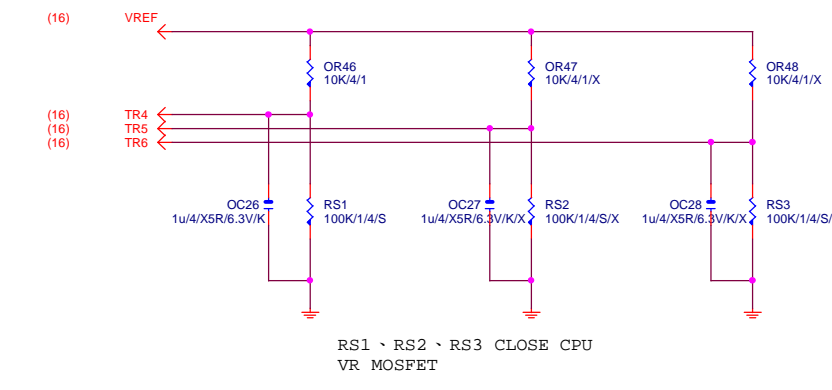 (16) VREF
OR46
10K/4/1
OR47
10K/4/1/X
OR48
10K/4/1/X
(16) TR4
(16) TR5
(16) TR6
OC26
1u/4/X5R/6.3V/K
RS1
100K/1/4/S
OC27
1u/4/X5R/6.3V/K/X
RS2
100K/1/4/S/X
OC28
1u/4/X5R/6.3V/K/X
RS3
100K/1/4/S/
RS1、RS2、RS3 CLOSE CPU
VR MOSFET